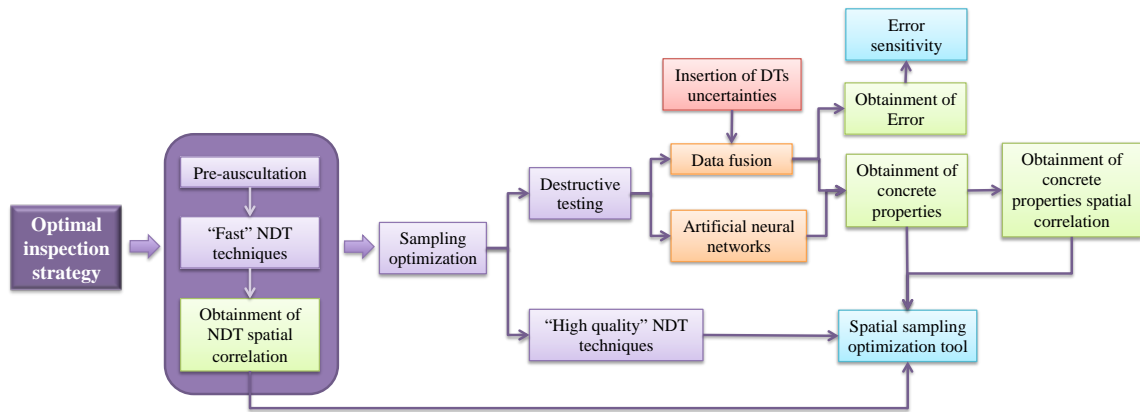 Optimal
inspection
strategy
Pre-auscultation
“Fast” NDT
techniques
Obtainment of
NDT spatial
correlation
Sampling
optimization
Destructive
testing
“High quality” NDT
techniques
Insertion of DTs
uncertainties
Data fusion
Artificial neural
networks
Error
sensitivity
Obtainment of
Error
Obtainment of
concrete
properties
Obtainment of
concrete
properties spatial
correlation
Spatial sampling
optimization tool